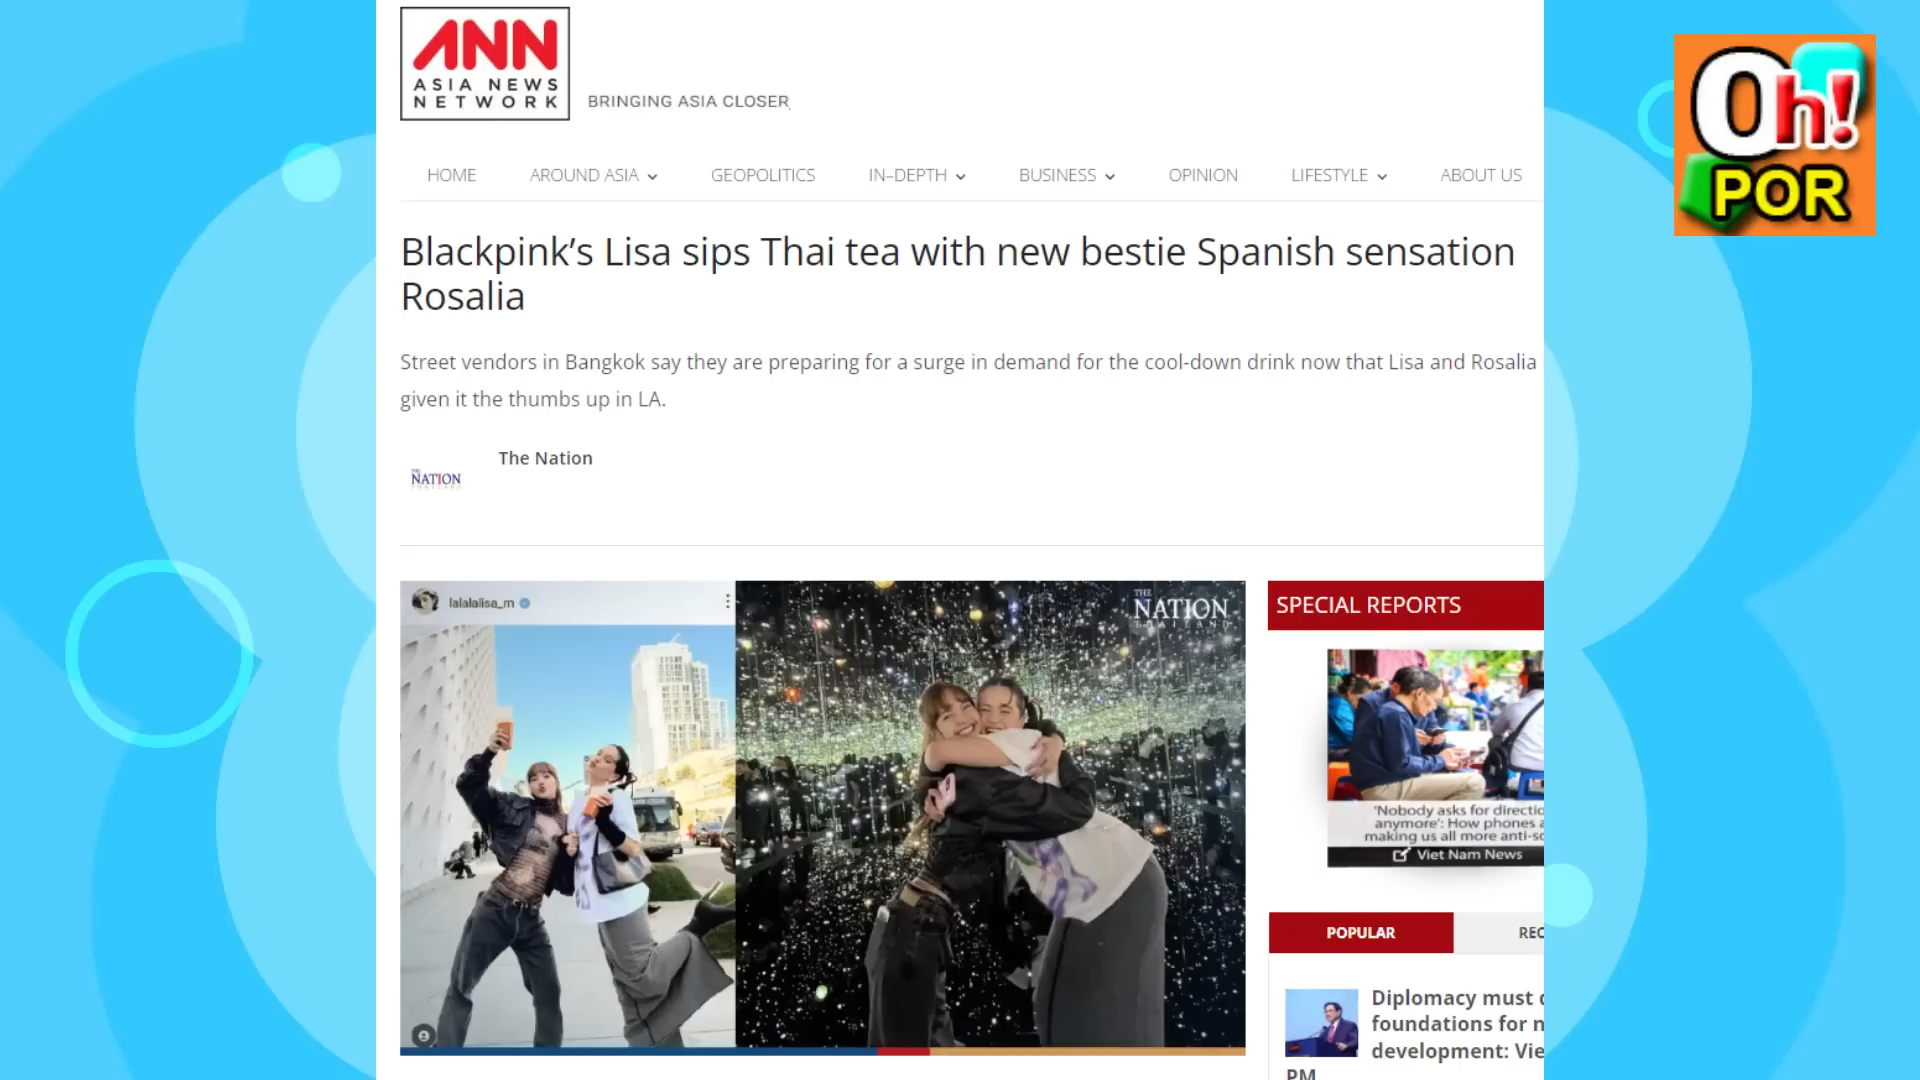 ANN
ASIA NEWS
NETWORK
BRINGING ASIA CLOSER
Oh!
POR
HOME
AROUND ASIA
GEOPOLITICS
IN–DEPTH
BUSINESS
OPINION
LIFESTYLE
ABOUT US
Blackpink’s Lisa sips Thai tea with new bestie Spanish sensation
Rosalia
Street vendors in Bangkok say they are preparing for a surge in demand for the cool-down drink now that Lisa and Rosalia
given it the thumbs up in LA.
The Nation
THE
NATION
lalalalisa_m
THE
NATION
THAILAND
SPECIAL REPORTS
‘Nobody asks for directio
anymore’: How phones a
making us all more anti-so
Viet Nam News
POPULAR
REC
Diplomacy must
foundations for n
development: Vie
PM